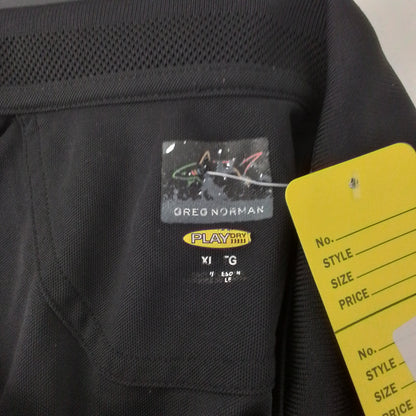 GREG NORMAN
PLAY DRY
XL TG
No.
STYLE
SIZE
PRICE
No.
STYLE
SIZE
PRICE